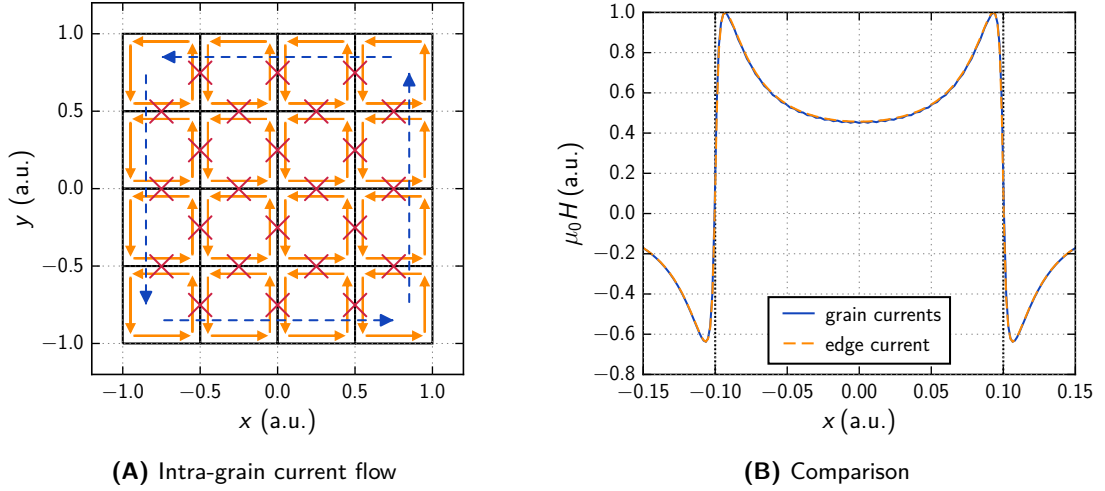 1.0
0.5
0.0
−0.5
−1.0
y (a.u.)
−1.0 −0.5 0.0 0.5 1.0
x (a.u.)
(A) Intra-grain current flow
1.0
0.8
0.6
0.4
0.2
0.0
−0.2
−0.4
−0.6
−0.8
μ₀H (a.u.)
grain currents
edge current
−0.15 −0.10 −0.05 0.00 0.05 0.10 0.15
x (a.u.)
(B) Comparison